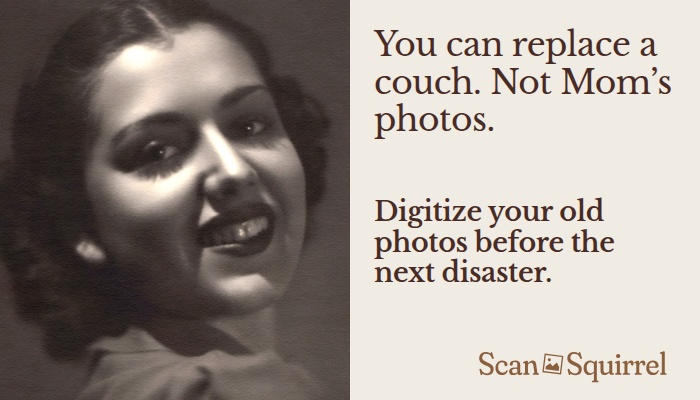 You can replace a
couch. Not Mom’s
photos.
Digitize your old
photos before the
next disaster.
Scan Squirrel